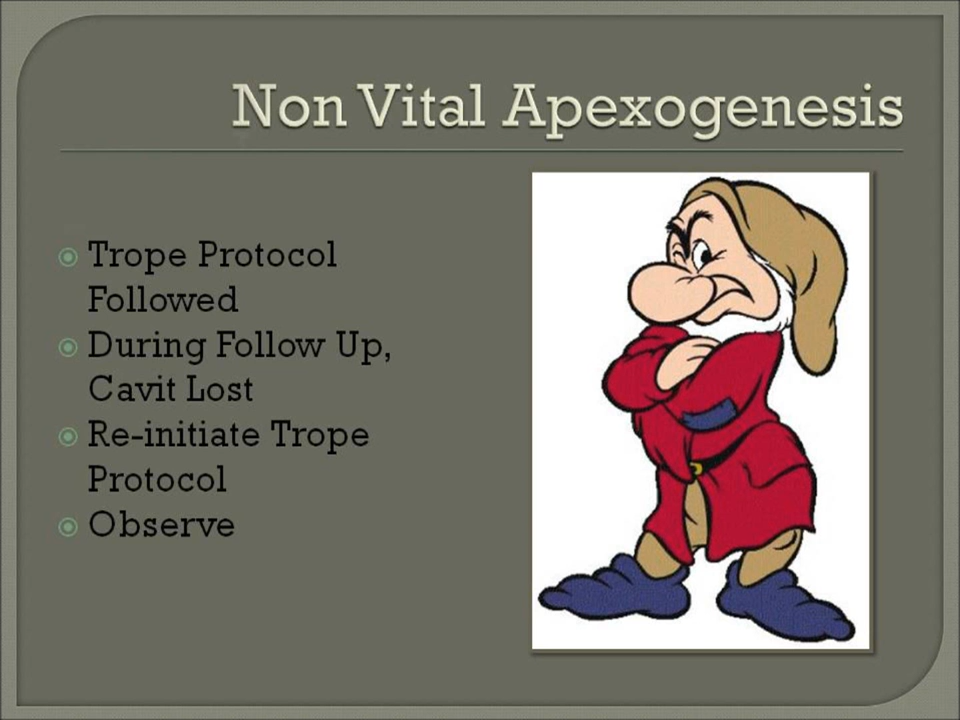 Non Vital Apexogenesis
Trope Protocol
Followed
During Follow Up,
Cavit Lost
Re-initiate Trope
Protocol
Observe